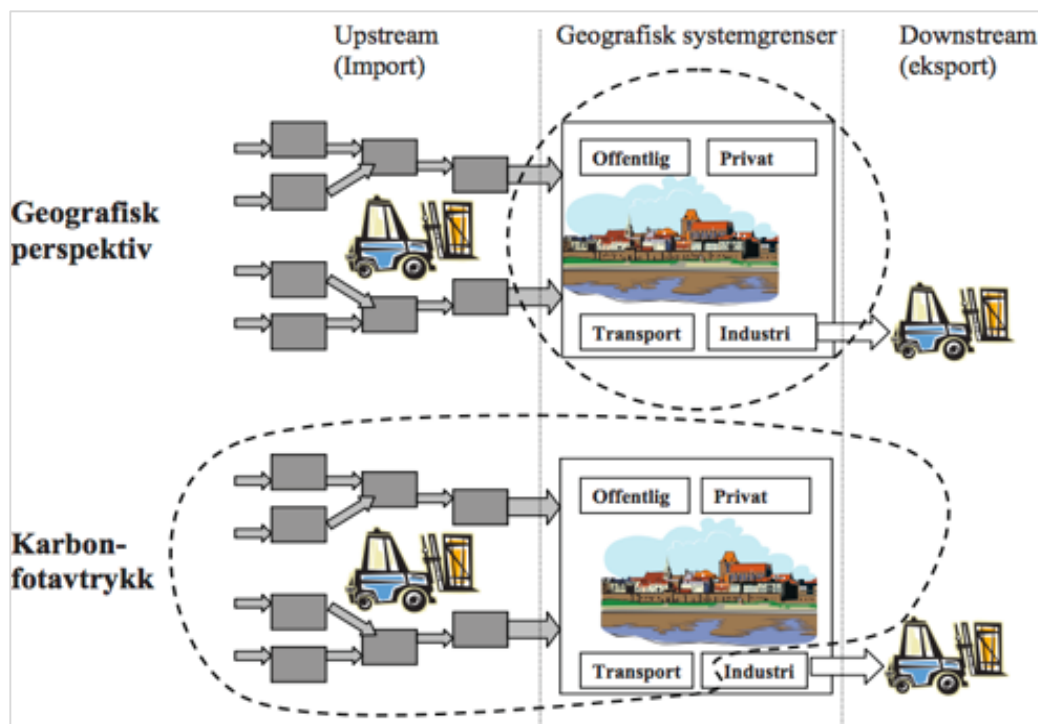 Upstream
(Import)
Geografisk systemgrenser
Downstream
(eksport)
Geografisk
perspektiv
Offentlig
Privat
Transport
Industri
Karbon-
fotavtrykk
Offentlig
Privat
Transport
Industri